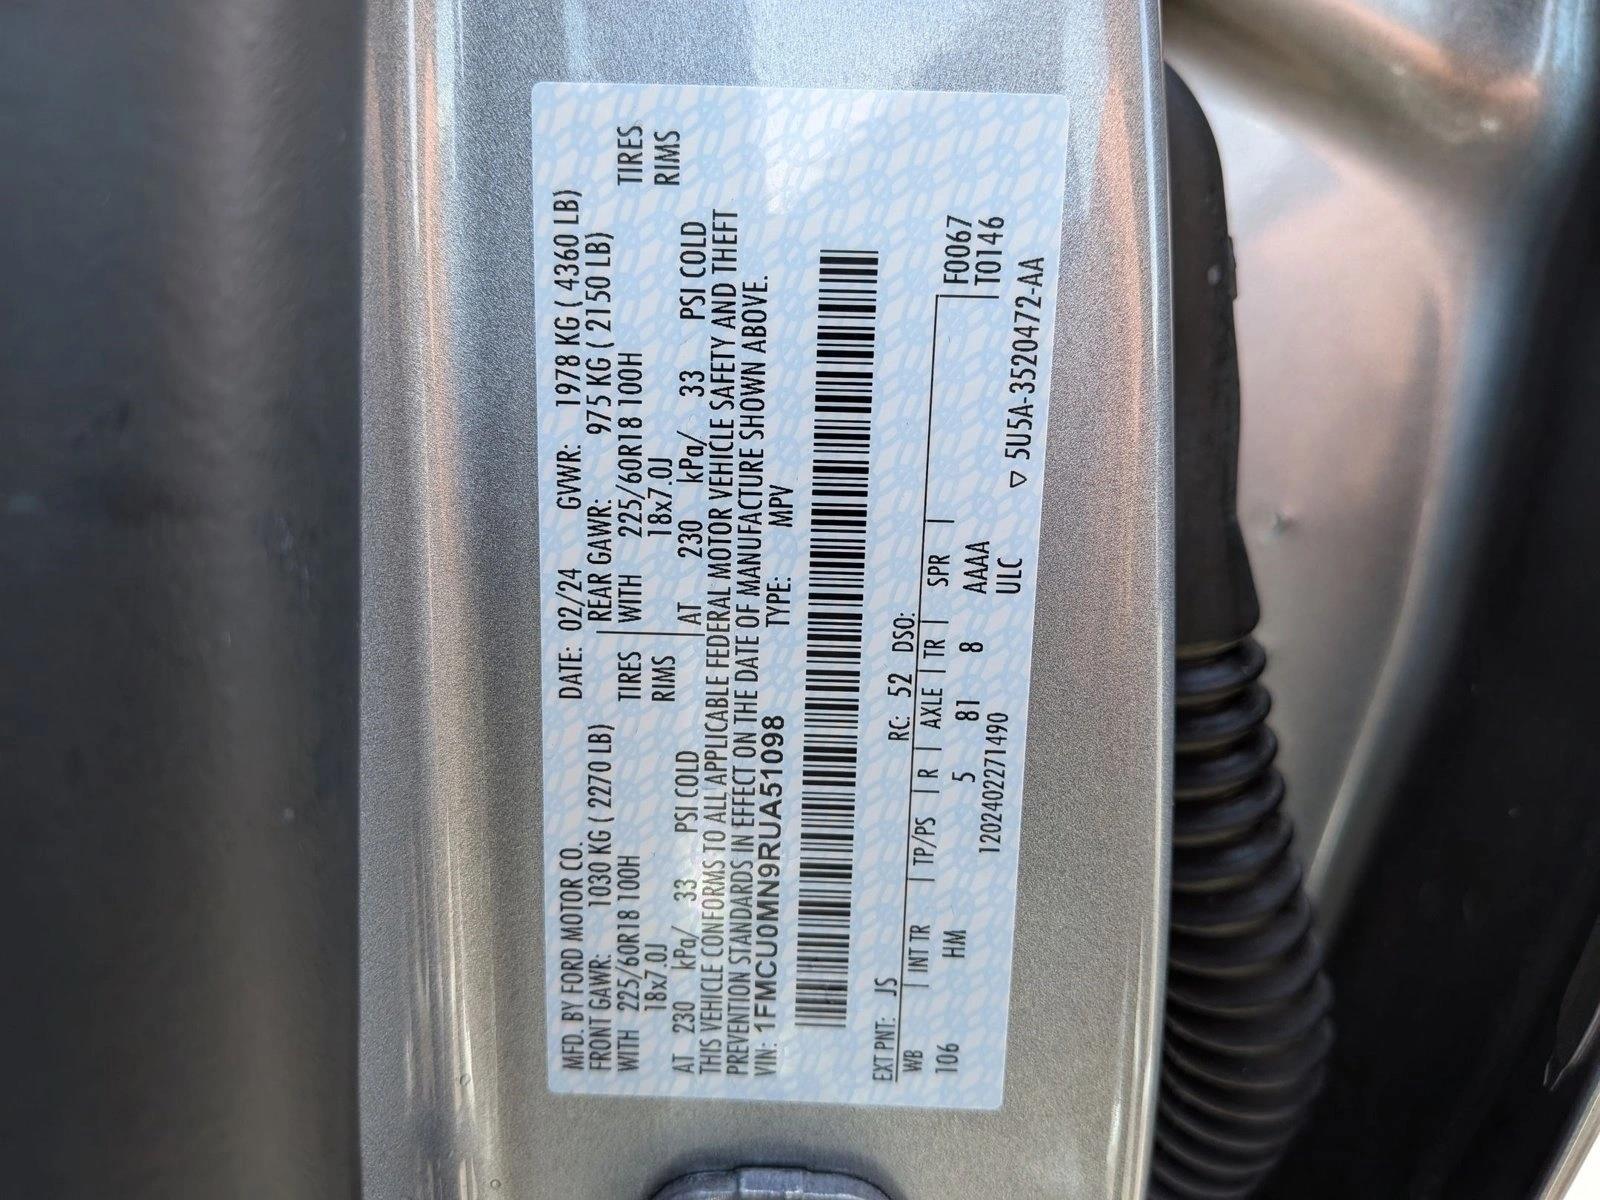 MFD. BY FORD MOTOR CO. DATE: 02/24 GVWR: 1978 KG ( 4360 LB)
FRONT GAWR: 1030 KG ( 2270 LB) REAR GAWR: 975 KG ( 2150 LB)
WITH 225/60R18 100H TIRES WITH 225/60R18 100H TIRES
18x7.0J RIMS 18x7.0J RIMS
AT 230 kPa/ 33 PSI COLD AT 230 kPa/ 33 PSI COLD
THIS VEHICLE CONFORMS TO ALL APPLICABLE FEDERAL MOTOR VEHICLE SAFETY AND THEFT
PREVENTION STANDARDS IN EFFECT ON THE DATE OF MANUFACTURE SHOWN ABOVE.
VIN: 1FMCU0MN9RUA51098 TYPE: MPV
EXT PNT: JS RC: 52 DSO:
WB | INT TR | TP/PS | R | AXLE | TR | SPR | F0067
106 HM 5 81 8 AAAA T0146
1202402271490 ULC
▽ 5U5A-3520472-AA